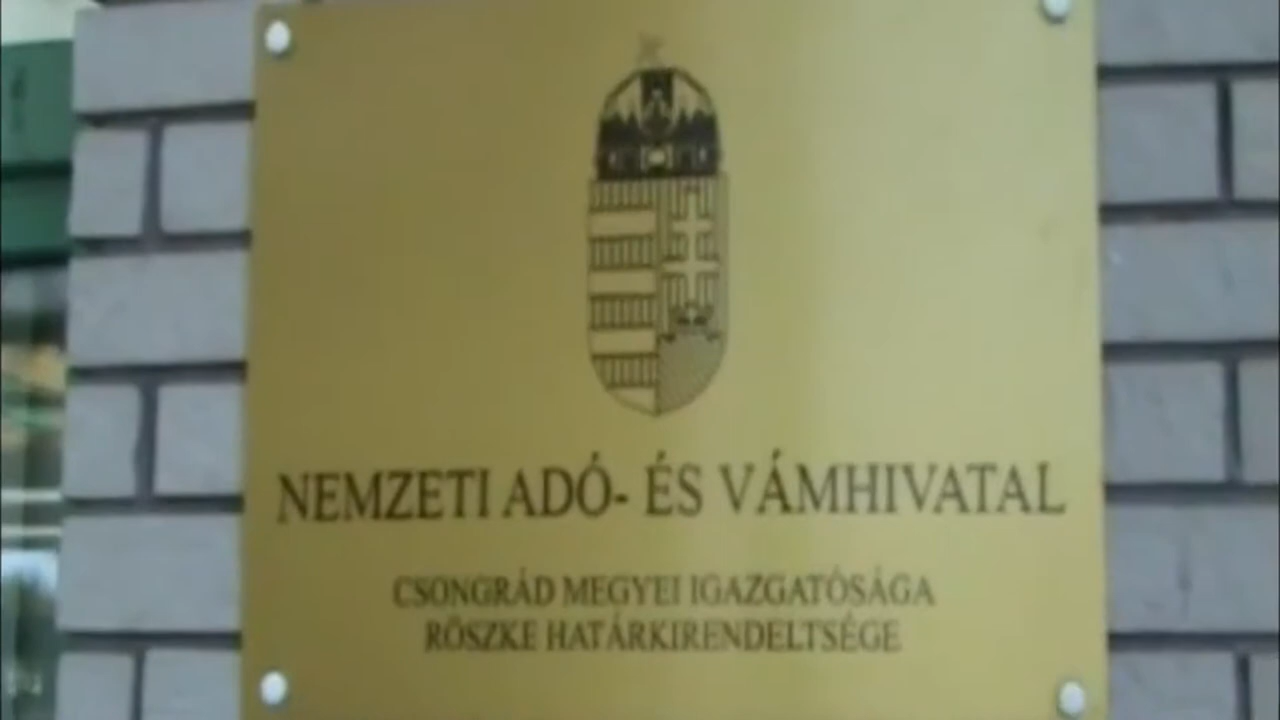 NEMZETI ADÓ- ÉS VÁMHIVATAL
CSONGRÁD MEGYEI IGAZGATÓSÁGA
RÖSZKE HATÁRKIRENDELTSÉGE